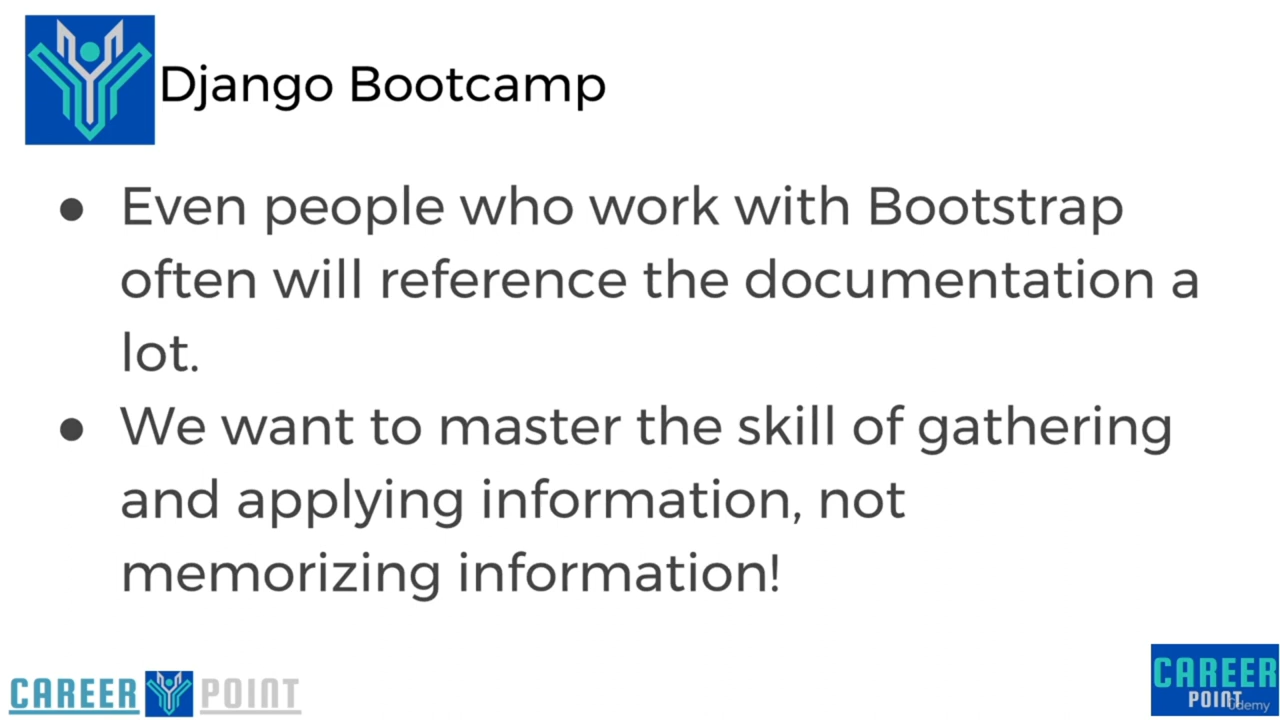 Django Bootcamp
● Even people who work with Bootstrap
often will reference the documentation a
lot.
● We want to master the skill of gathering
and applying information, not
memorizing information!
CAREER POINT
CAREER
POINT
ûdemy